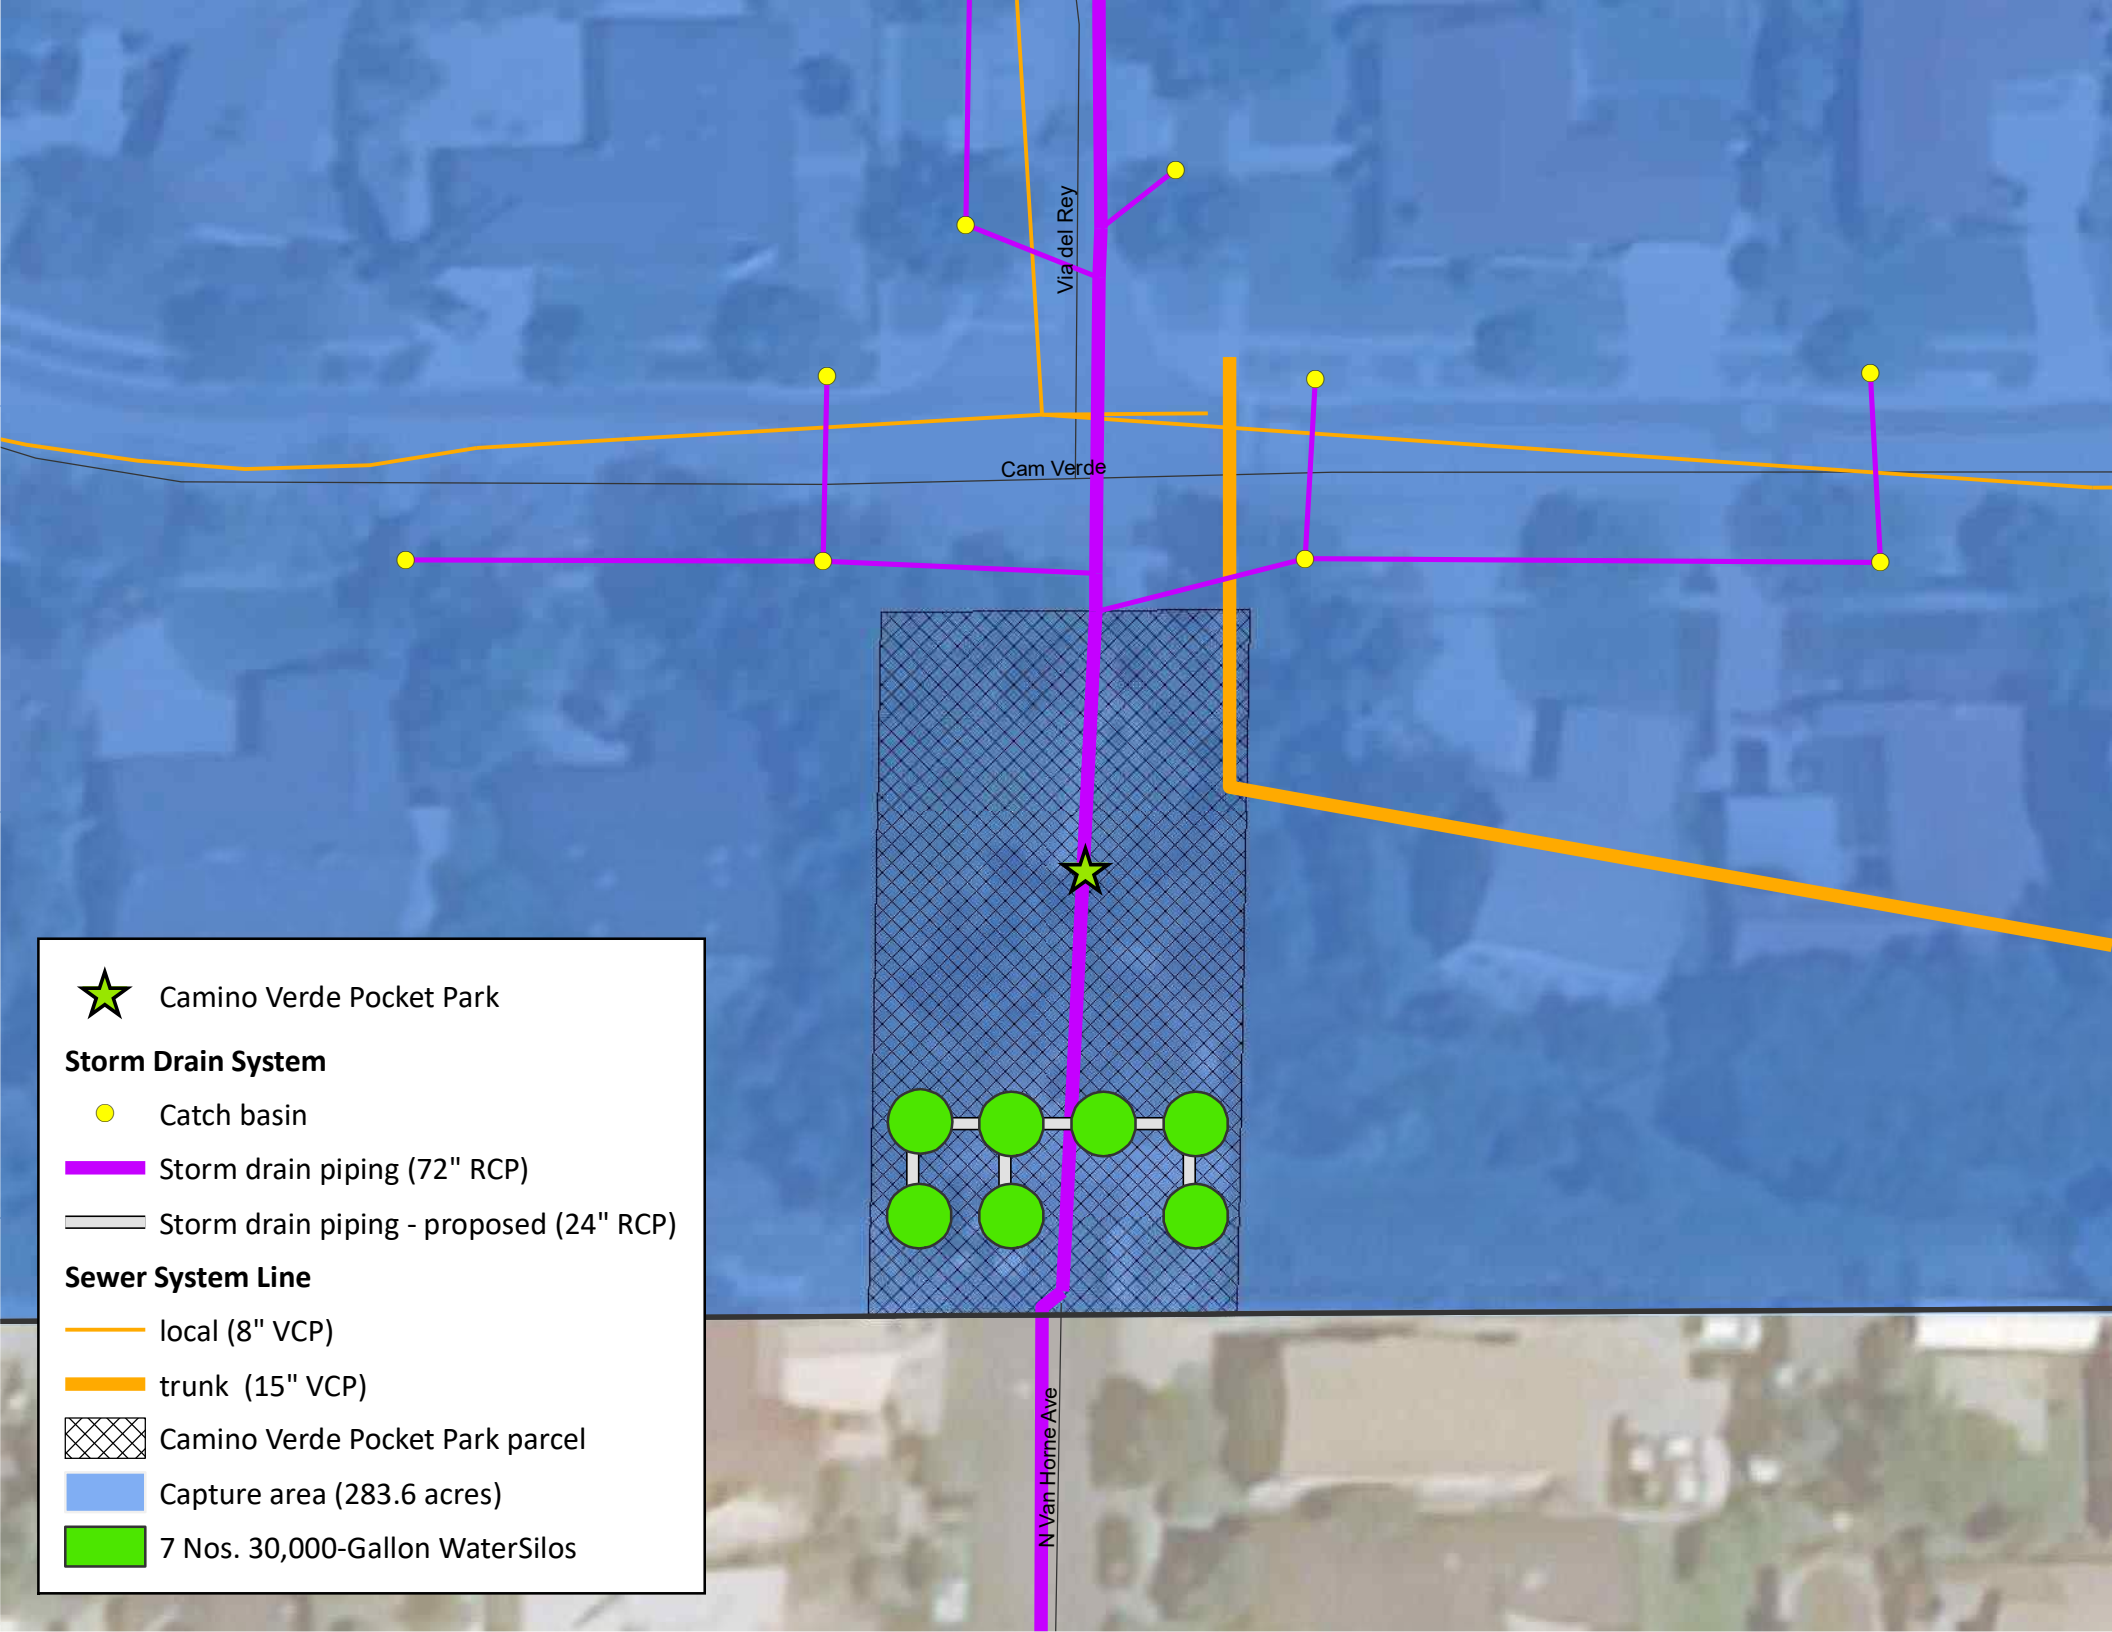 Via del Rey
Cam Verde
Camino Verde Pocket Park
Storm Drain System
Catch basin
Storm drain piping (72" RCP)
Storm drain piping - proposed (24" RCP)
Sewer System Line
local (8" VCP)
trunk (15" VCP)
Camino Verde Pocket Park parcel
Capture area (283.6 acres)
7 Nos. 30,000-Gallon WaterSilos
N Van Horne Ave